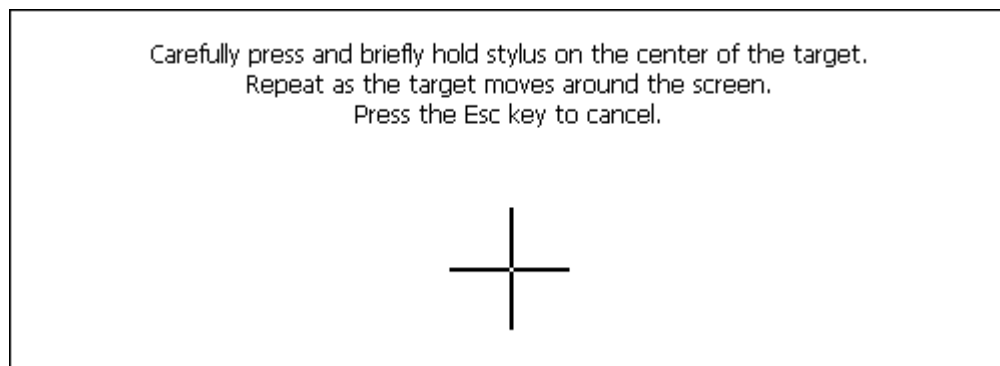 Carefully press and briefly hold stylus on the center of the target.
Repeat as the target moves around the screen.
Press the Esc key to cancel.